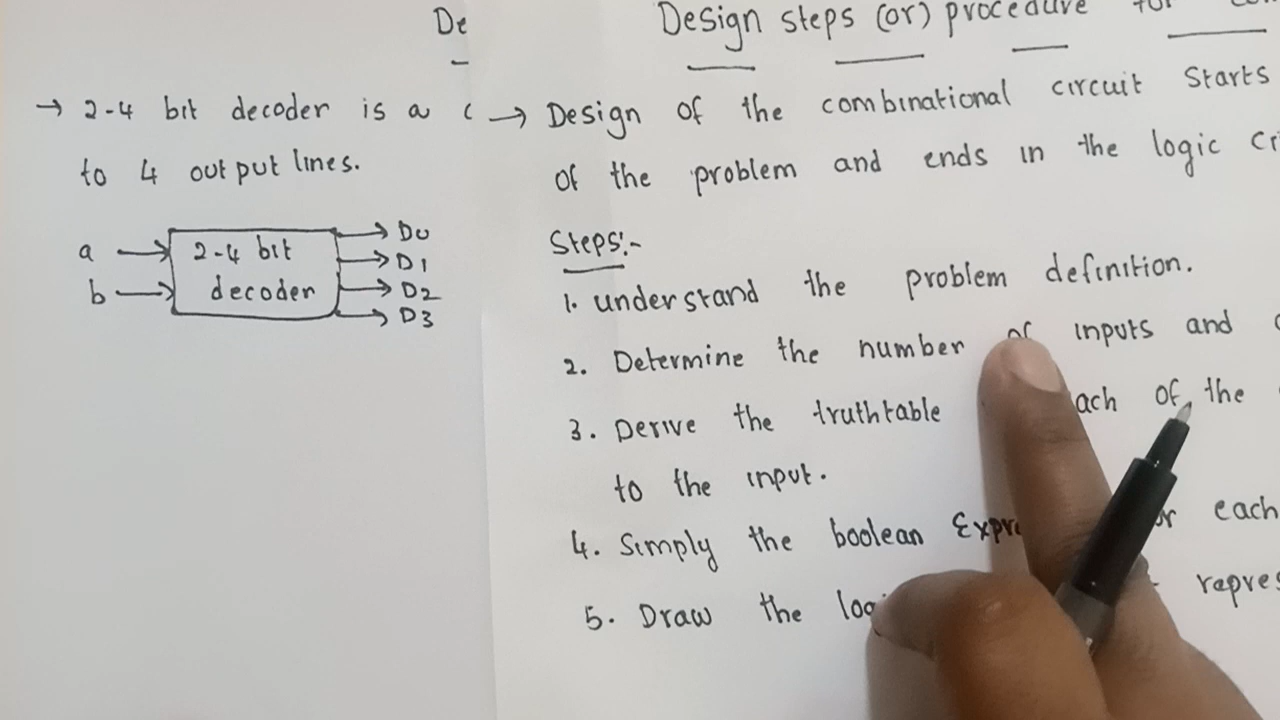 De
→ 2-4 bit decoder is a
to 4 output lines.
a
b
2-4 bit
decoder
D0
D1
D2
D3
Design steps (or) procedure for
→ Design of the combinational circuit Starts
of the problem and ends in the logic
Steps:-
1. understand the problem definition.
2. Determine the number of inputs and
3. Derive the truthtable of the
to the input.
4. Simply the boolean each
5. Draw the